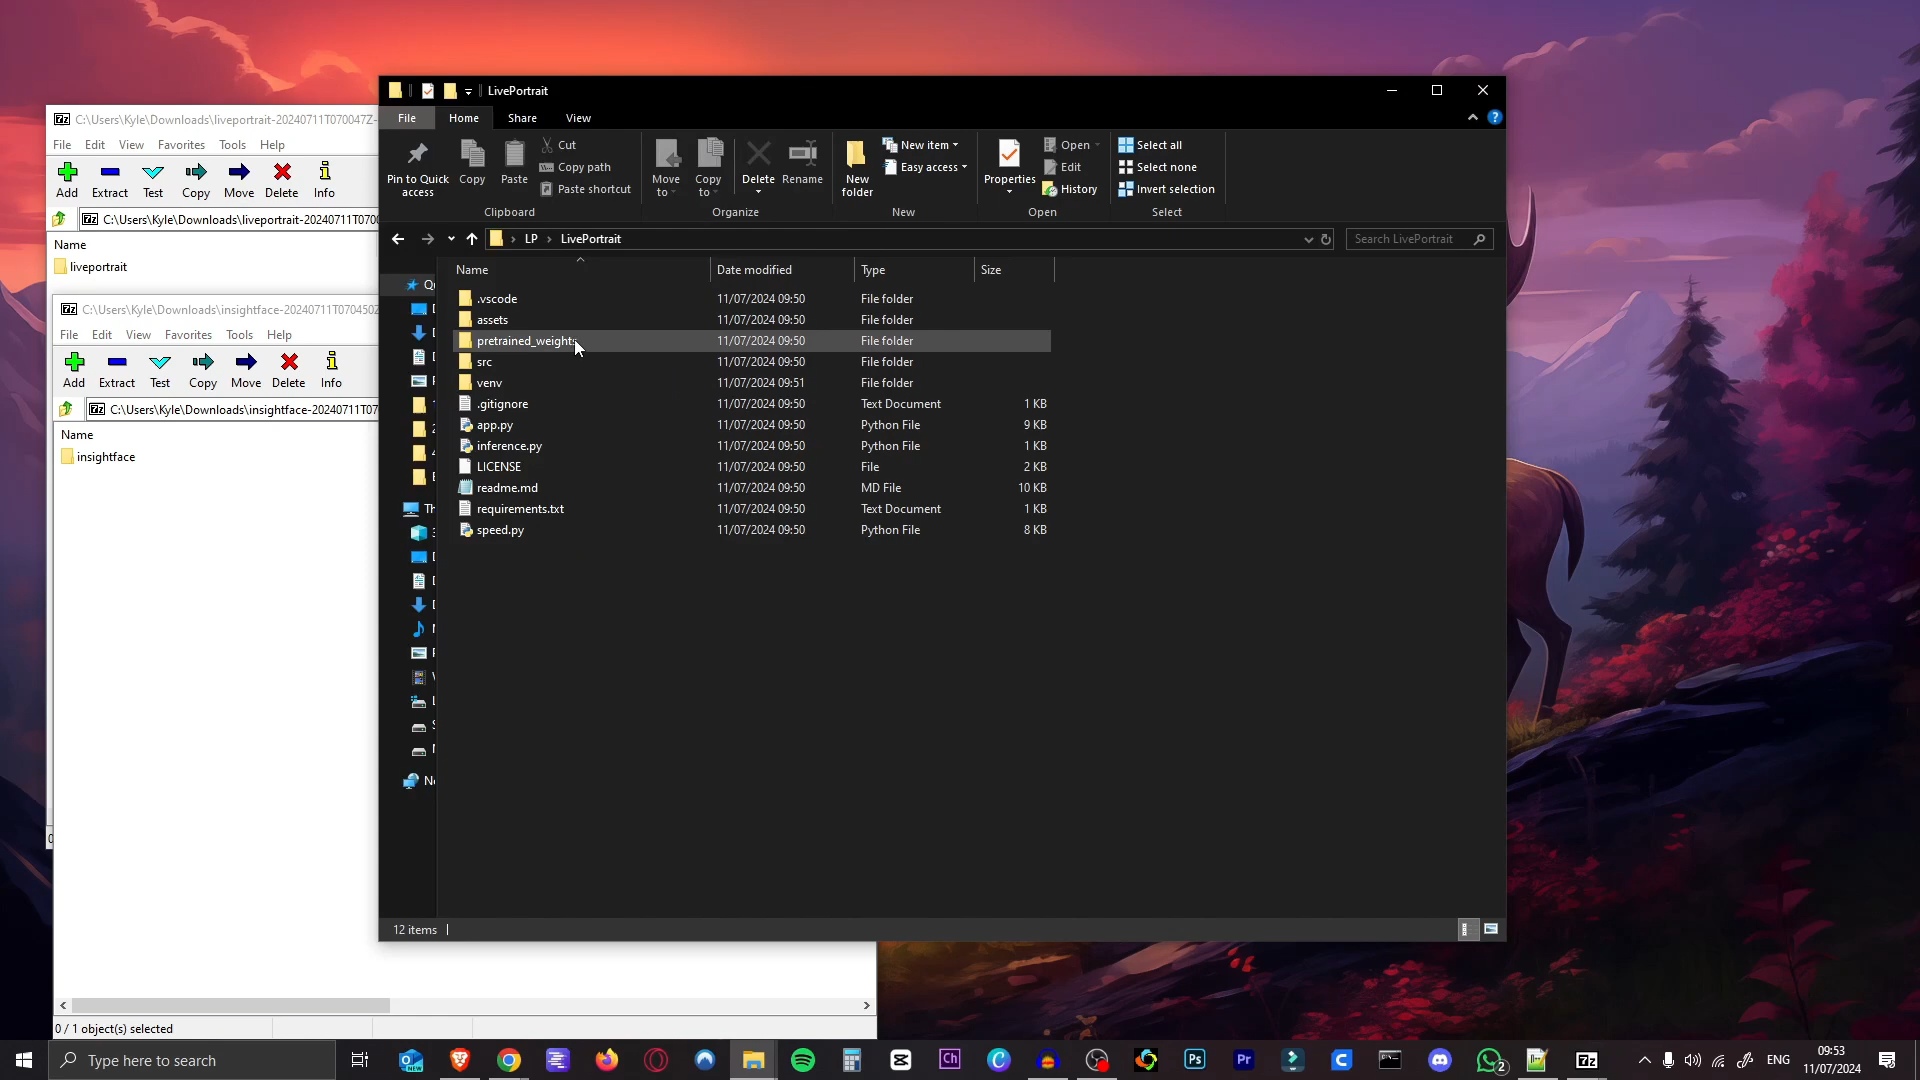 LivePortrait
File Home Share View
Pin to Quick access
Copy
Paste
Cut
Copy path
Paste shortcut
Clipboard
Move to
Copy to
Delete
Rename
Organize
New folder
New item
Easy access
New
Properties
Open
Edit
History
Open
Select all
Select none
Invert selection
Select
LP > LivePortrait
Search LivePortrait
Name Date modified Type Size
.vscode 11/07/2024 09:50 File folder
assets 11/07/2024 09:50 File folder
pretrained_weights 11/07/2024 09:50 File folder
src 11/07/2024 09:50 File folder
venv 11/07/2024 09:51 File folder
.gitignore 11/07/2024 09:50 Text Document 1 KB
app.py 11/07/2024 09:50 Python File 9 KB
inference.py 11/07/2024 09:50 Python File 1 KB
LICENSE 11/07/2024 09:50 File 2 KB
readme.md 11/07/2024 09:50 MD File 10 KB
requirements.txt 11/07/2024 09:50 Text Document 1 KB
speed.py 11/07/2024 09:50 Python File 8 KB
12 items
C:\Users\Kyle\Downloads\liveportrait-20240711T070047Z-
File Edit View Favorites Tools Help
Add Extract Test Copy Move Delete Info
C:\Users\Kyle\Downloads\liveportrait-20240711T0700
Name
liveportrait
C:\Users\Kyle\Downloads\insightface-20240711T070450Z
File Edit View Favorites Tools Help
Add Extract Test Copy Move Delete Info
C:\Users\Kyle\Downloads\insightface-20240711T07
Name
insightface
0 / 1 object(s) selected
Type here to search
ENG
09:53
11/07/2024